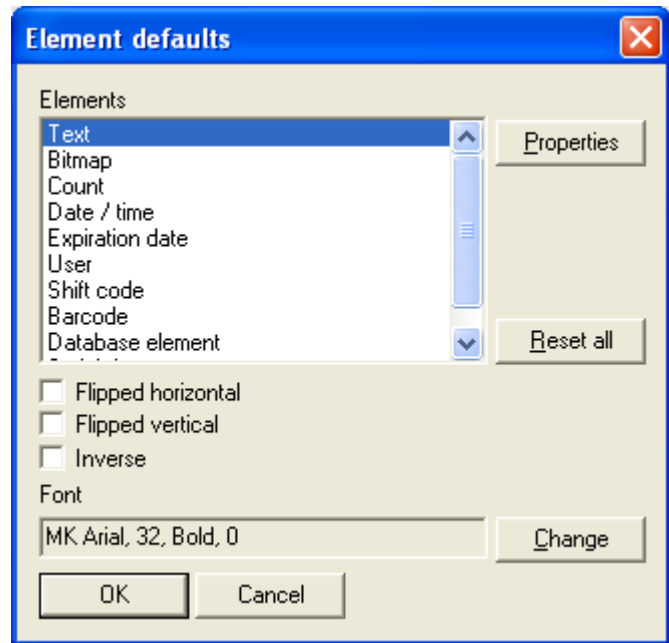 Element defaults
Elements
Text
Bitmap
Count
Date / time
Expiration date
User
Shift code
Barcode
Database element
Properties
Reset all
Flipped horizontal
Flipped vertical
Inverse
Font
MK Arial, 32, Bold, 0
Change
OK
Cancel